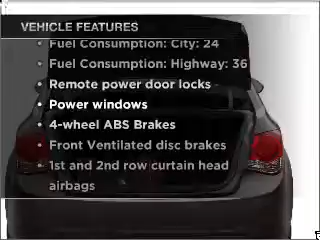 VEHICLE FEATURES
• Fuel Consumption: City: 24
• Fuel Consumption: Highway: 36
• Remote power door locks
• Power windows
• 4-wheel ABS Brakes
• Front Ventilated disc brakes
• 1st and 2nd row curtain head
airbags